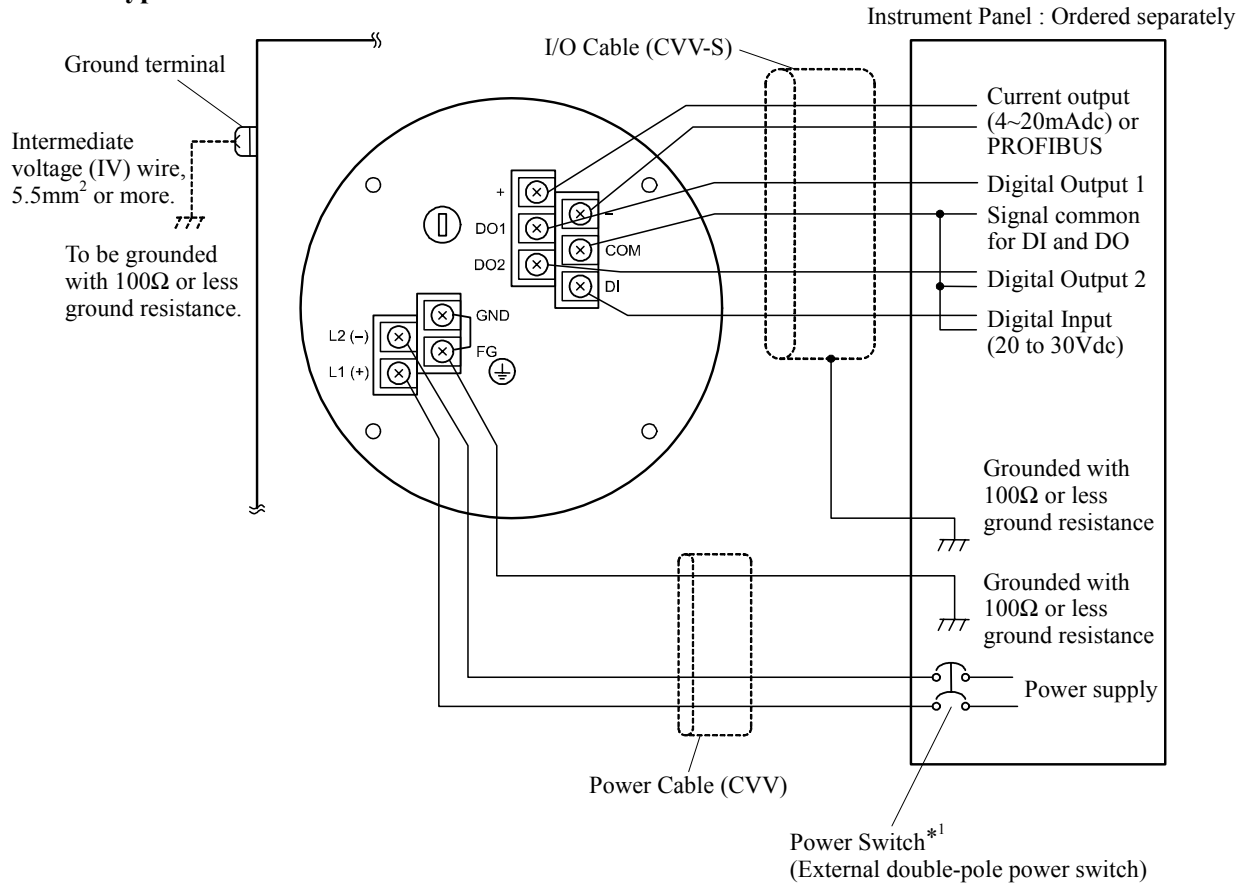 Instrument Panel : Ordered separately
I/O Cable (CVV-S)
Ground terminal
Intermediate
voltage (IV) wire,
5.5mm² or more.
To be grounded
with 100Ω or less
ground resistance.
Current output
(4~20mAdc) or
PROFIBUS
Digital Output 1
Signal common
for DI and DO
Digital Output 2
Digital Input
(20 to 30Vdc)
+
−
DO1
COM
DO2
DI
GND
L2 (−)
FG
L1 (+)
Grounded with
100Ω or less
ground resistance
Grounded with
100Ω or less
ground resistance
Power supply
Power Cable (CVV)
Power Switch*¹
(External double-pole power switch)